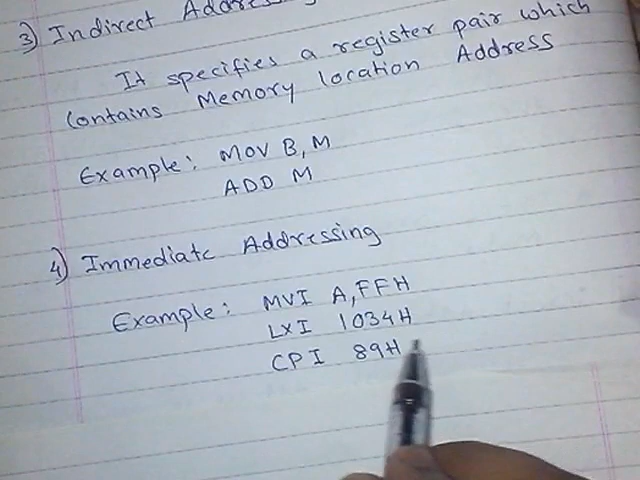 3) Indirect Addressing
It specifies a register pair which
Contains Memory location Address
Example: MOV B, M
ADD M
4) Immediate Addressing
Example: MVI A, FFH
LXI 1034H
CPI 89H